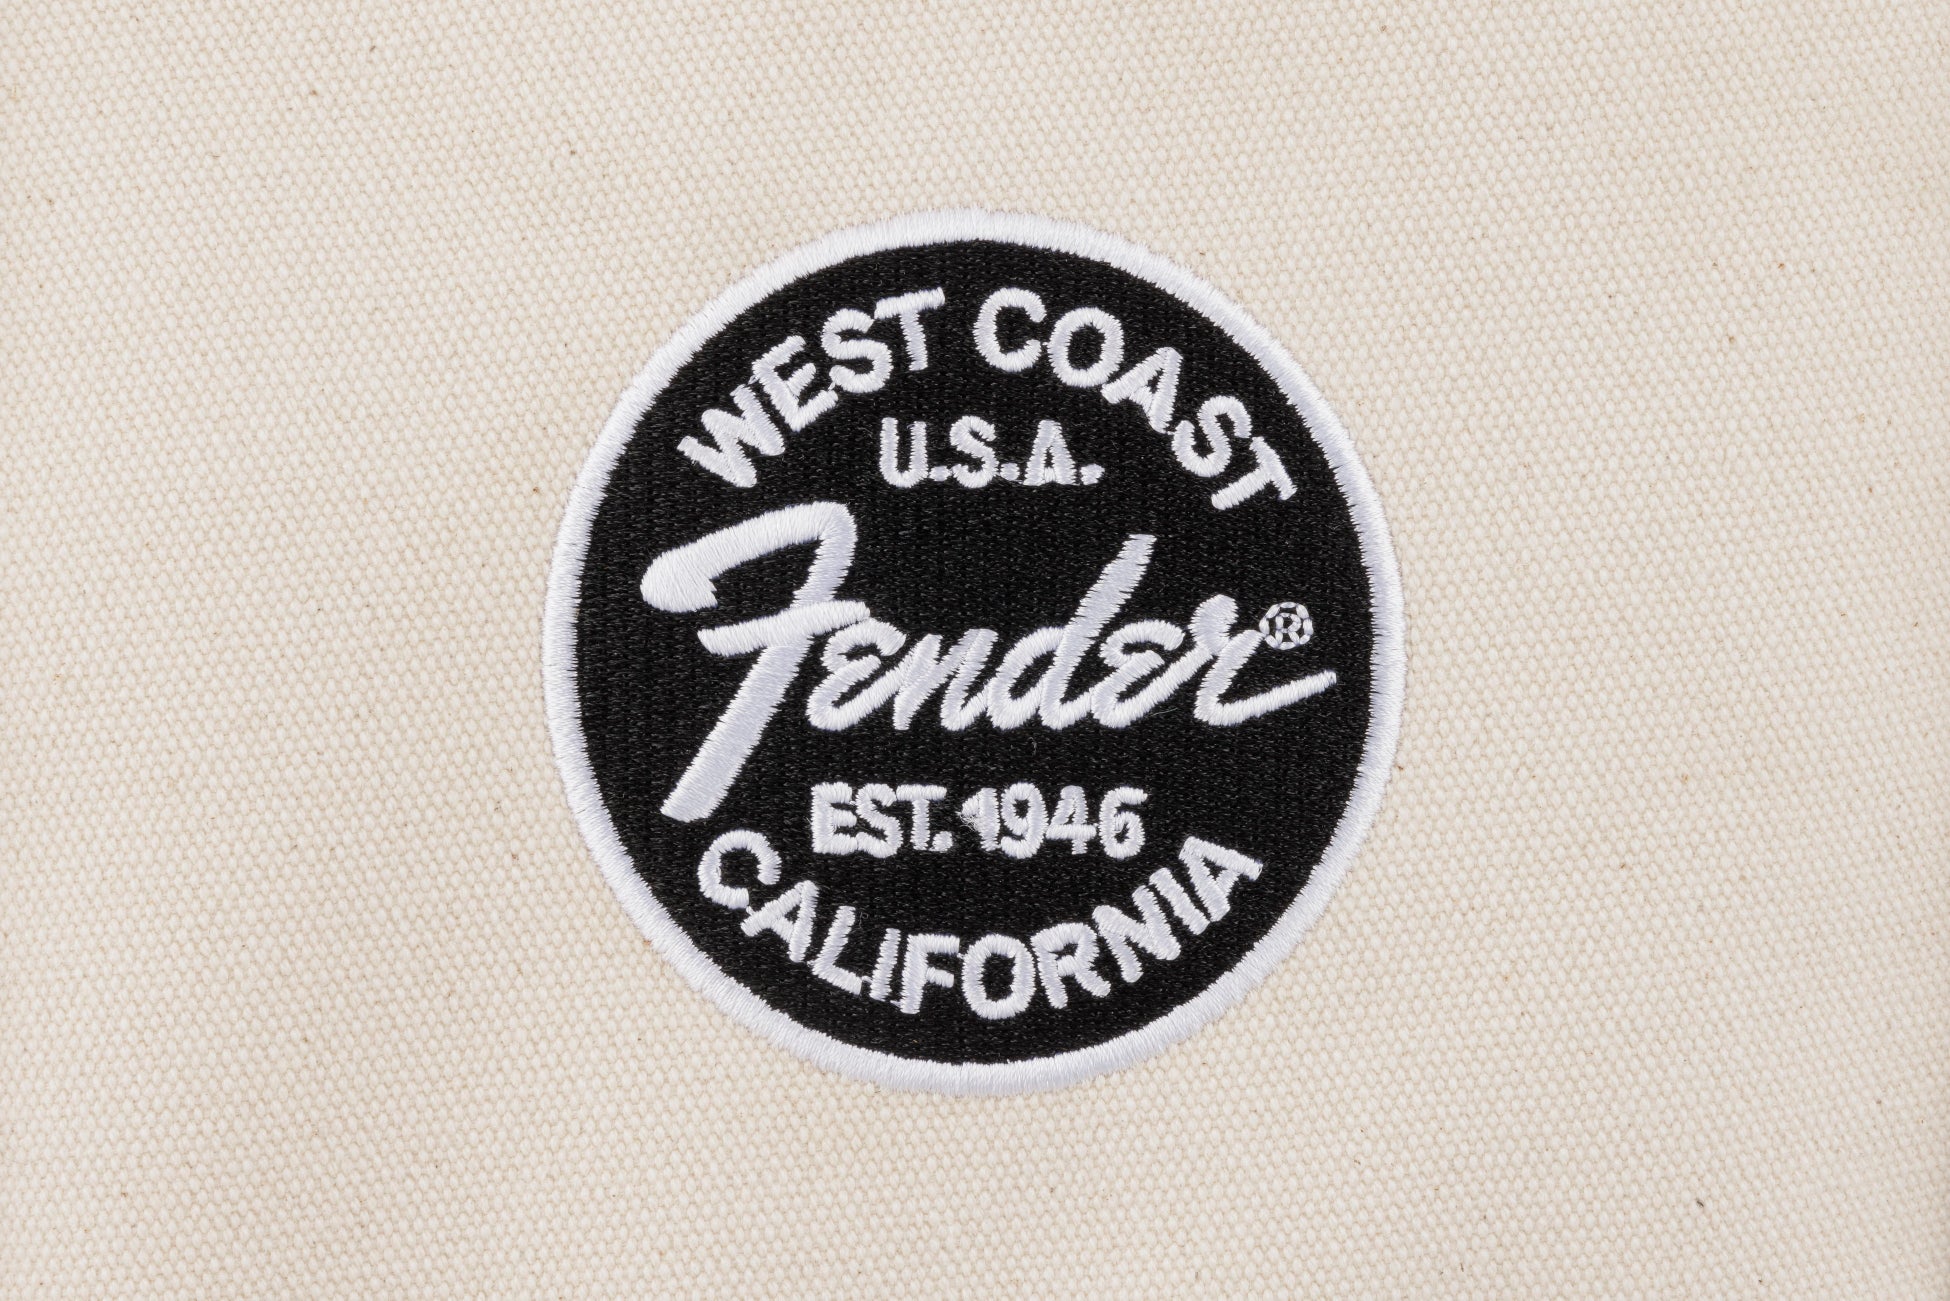 WEST COAST
U.S.A.
Fender®
EST. 1946
CALIFORNIA